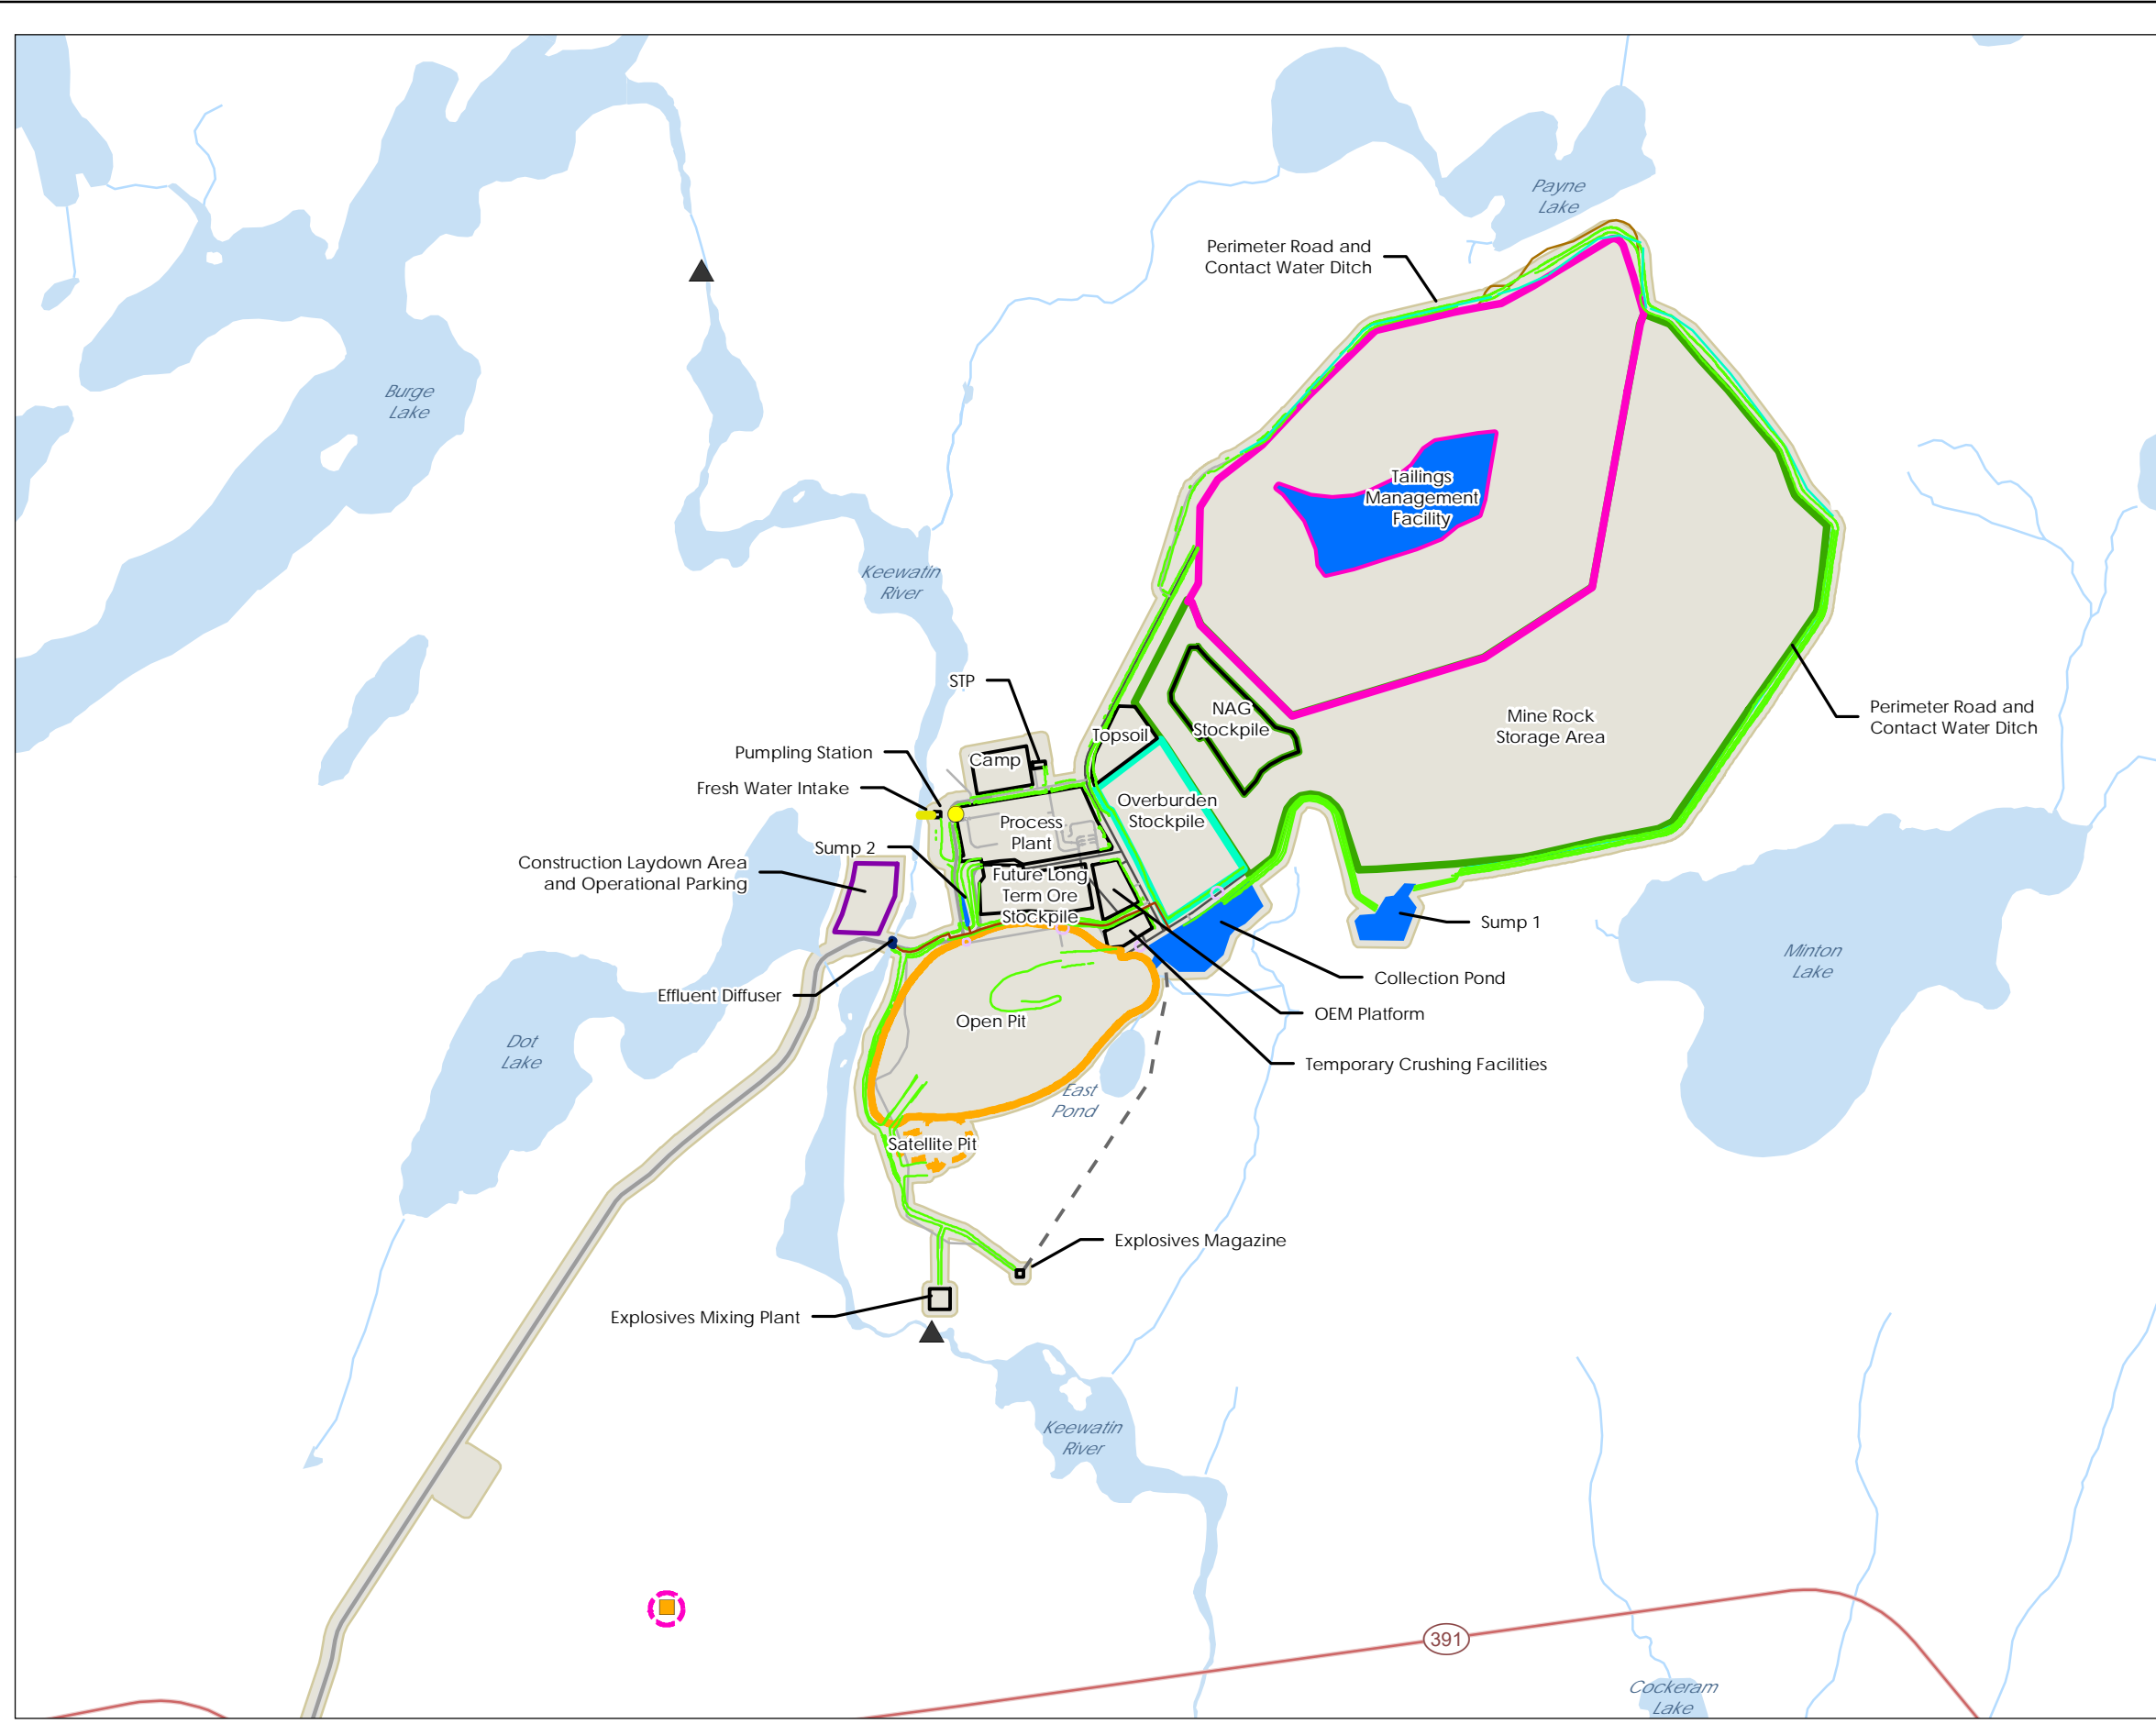 Payne
Lake
Perimeter Road and
Contact Water Ditch
Burge
Lake
Tailings
Management
Facility
Keewatin
River
STP
NAG
Stockpile
Mine Rock
Storage Area
Perimeter Road and
Contact Water Ditch
Topsoil
Pumpling Station
Camp
Fresh Water Intake
Overburden
Stockpile
Process
Plant
Sump 2
Construction Laydown Area
and Operational Parking
Future Long
Term Ore
Stockpile
Sump 1
Minton
Lake
Collection Pond
Effluent Diffuser
OEM Platform
Open Pit
Dot
Lake
Temporary Crushing Facilities
East
Pond
Satellite Pit
Explosives Magazine
Explosives Mixing Plant
Keewatin
River
391
Cockeram
Lake